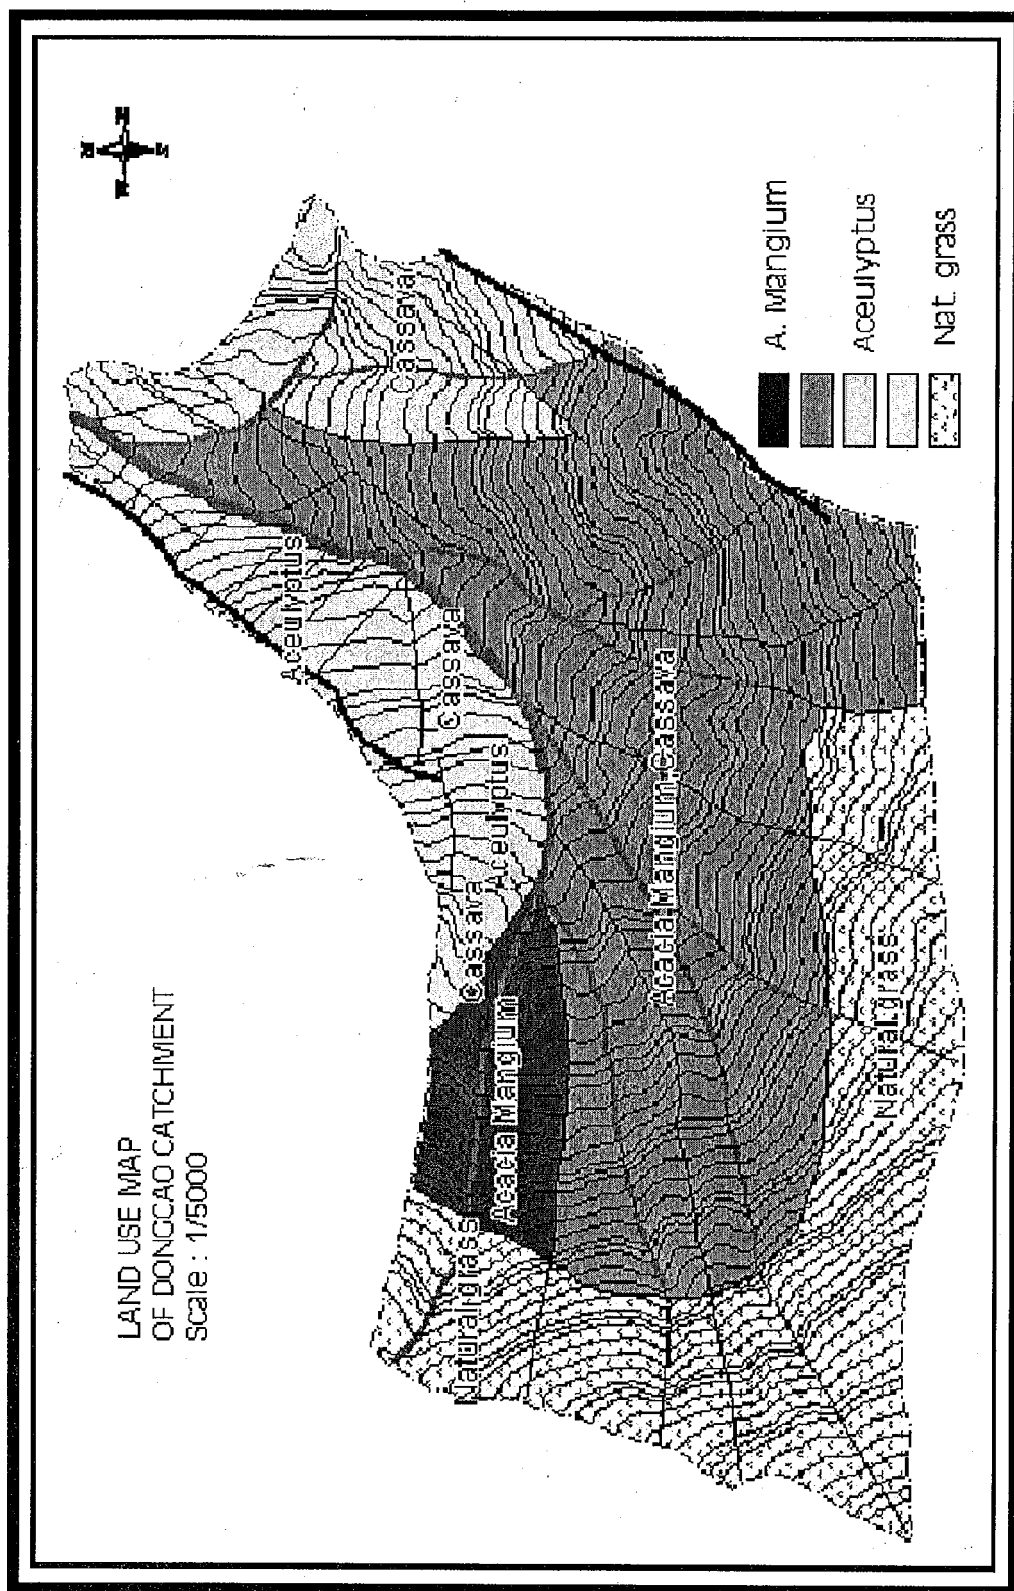 LAND USE MAP
OF DONGCAO CATCHMENT
Scale : 1/5000
Aceulyptus
Cassava
Cassava
Aceulyptus
Cassava
Acacia Mangium
Natural grass
Acacia Mangium,Cassava
Natural grass
A. Mangium
Aceulyptus
Nat. grass